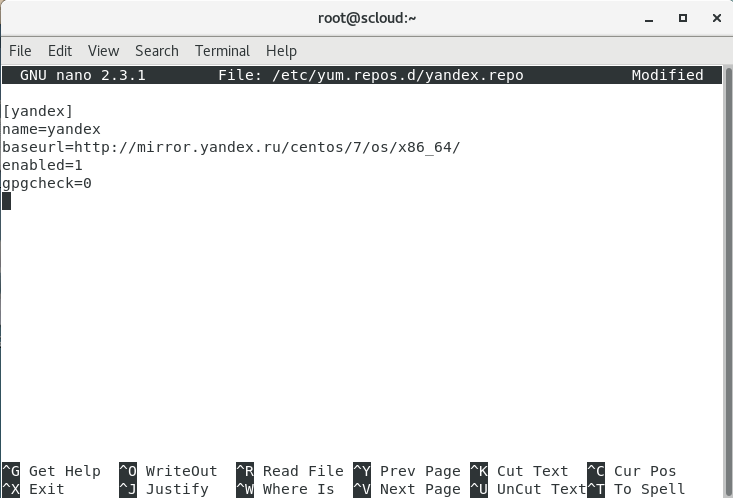 root@scloud:~
File Edit View Search Terminal Help
GNU nano 2.3.1 File: /etc/yum.repos.d/yandex.repo Modified
[yandex]
name=yandex
baseurl=http://mirror.yandex.ru/centos/7/os/x86_64/
enabled=1
gpgcheck=0
^G Get Help ^O WriteOut ^R Read File ^Y Prev Page ^K Cut Text ^C Cur Pos
^X Exit ^J Justify ^W Where Is ^V Next Page ^U UnCut Text ^T To Spell